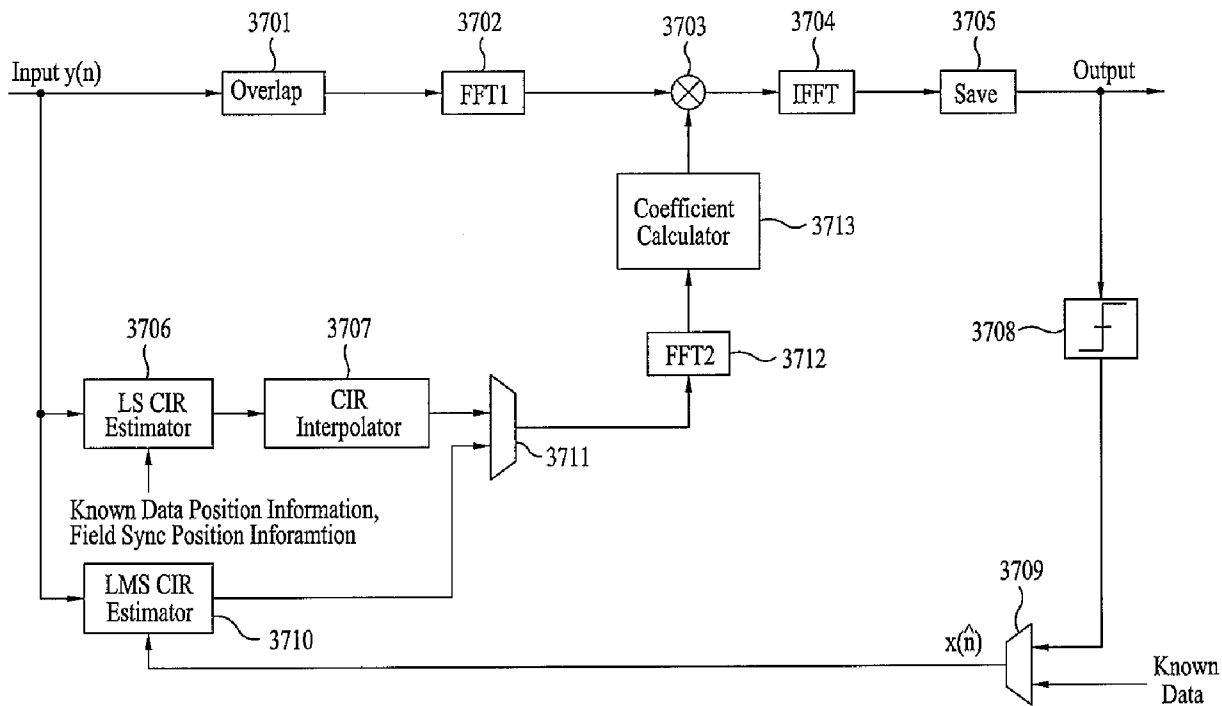 3701
3702
3703
3704
3705
Input y(n)
Output
Overlap
FFT1
IFFT
Save
Coefficient
Calculator
3713
3706
3707
3708
FFT2
3712
LS CIR
Estimator
CIR
Interpolator
3711
Known Data Position Information,
Field Sync Position Inforamtion
LMS CIR
Estimator
3710
3709
x(n̂)
Known
Data